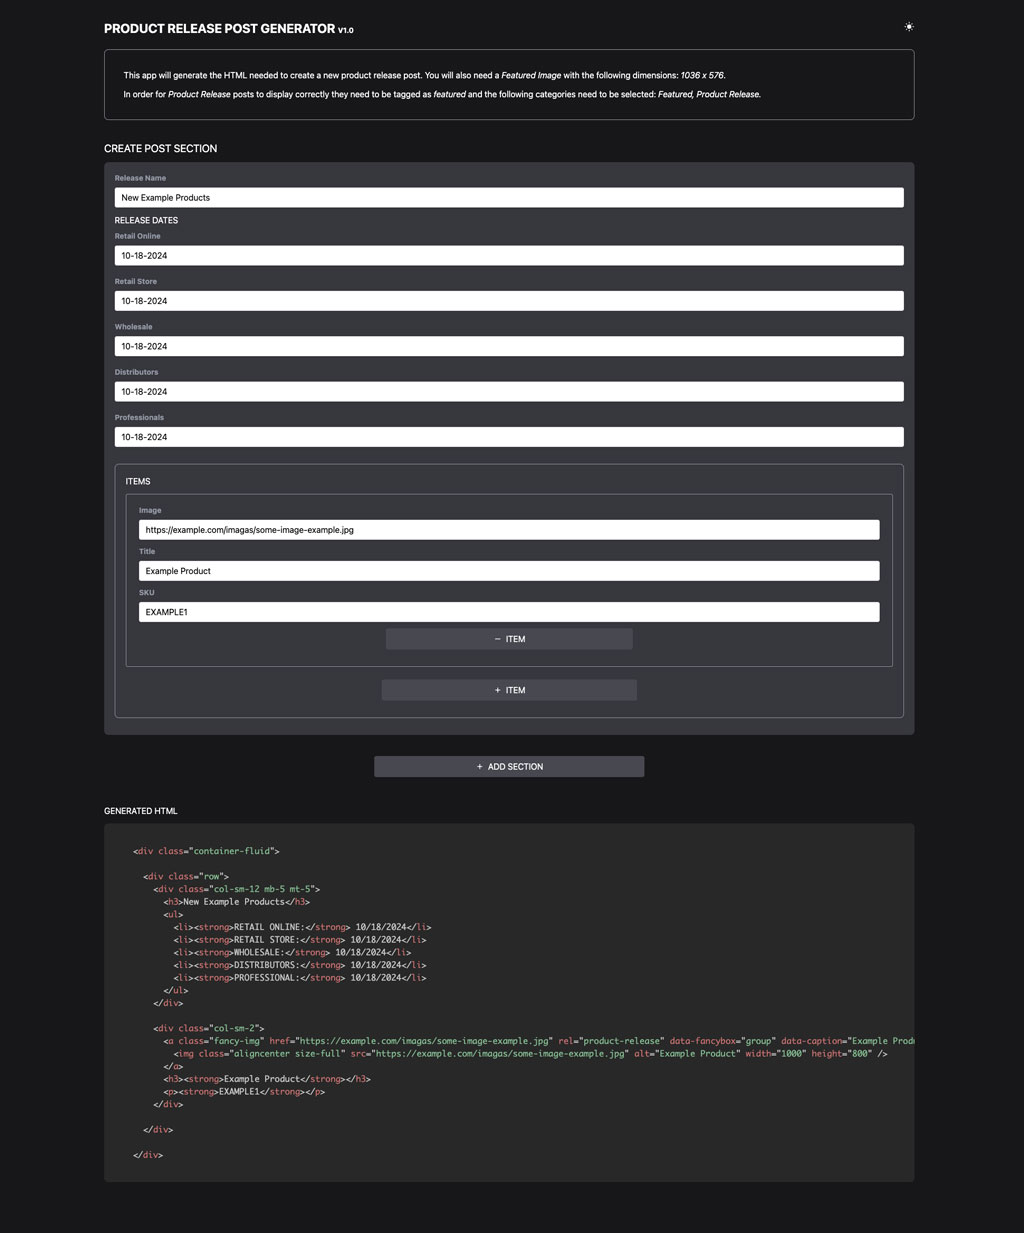 PRODUCT RELEASE POST GENERATOR V1.0
This app will generate the HTML needed to create a new product release post. You will also need a Featured Image with the following dimensions: 1036 x 576.
In order for Product Release posts to display correctly they need to be tagged as featured and the following categories need to be selected: Featured, Product Release.
CREATE POST SECTION
Release Name
New Example Products
RELEASE DATES
Retail Online
10-18-2024
Retail Store
10-18-2024
Wholesale
10-18-2024
Distributors
10-18-2024
Professionals
10-18-2024
ITEMS
Image
https://example.com/imagas/some-image-example.jpg
Title
Example Product
SKU
EXAMPLE1
− ITEM
+ ITEM
+ ADD SECTION
GENERATED HTML
<div class="container-fluid">
<div class="row">
<div class="col-sm-12 mb-5 mt-5">
<h3>New Example Products</h3>
<ul>
<li><strong>RETAIL ONLINE:</strong> 10/18/2024</li>
<li><strong>RETAIL STORE:</strong> 10/18/2024</li>
<li><strong>WHOLESALE:</strong> 10/18/2024</li>
<li><strong>DISTRIBUTORS:</strong> 10/18/2024</li>
<li><strong>PROFESSIONAL:</strong> 10/18/2024</li>
</ul>
</div>
<div class="col-sm-2">
<a class="fancy-img" href="https://example.com/imagas/some-image-example.jpg" rel="product-release" data-fancybox="group" data-caption="Example
<img class="aligncenter size-full" src="https://example.com/imagas/some-image-example.jpg" alt="Example Product" width="1000" height="800" />
</a>
<h3><strong>Example Product</strong></h3>
<p><strong>EXAMPLE1</strong></p>
</div>
</div>
</div>